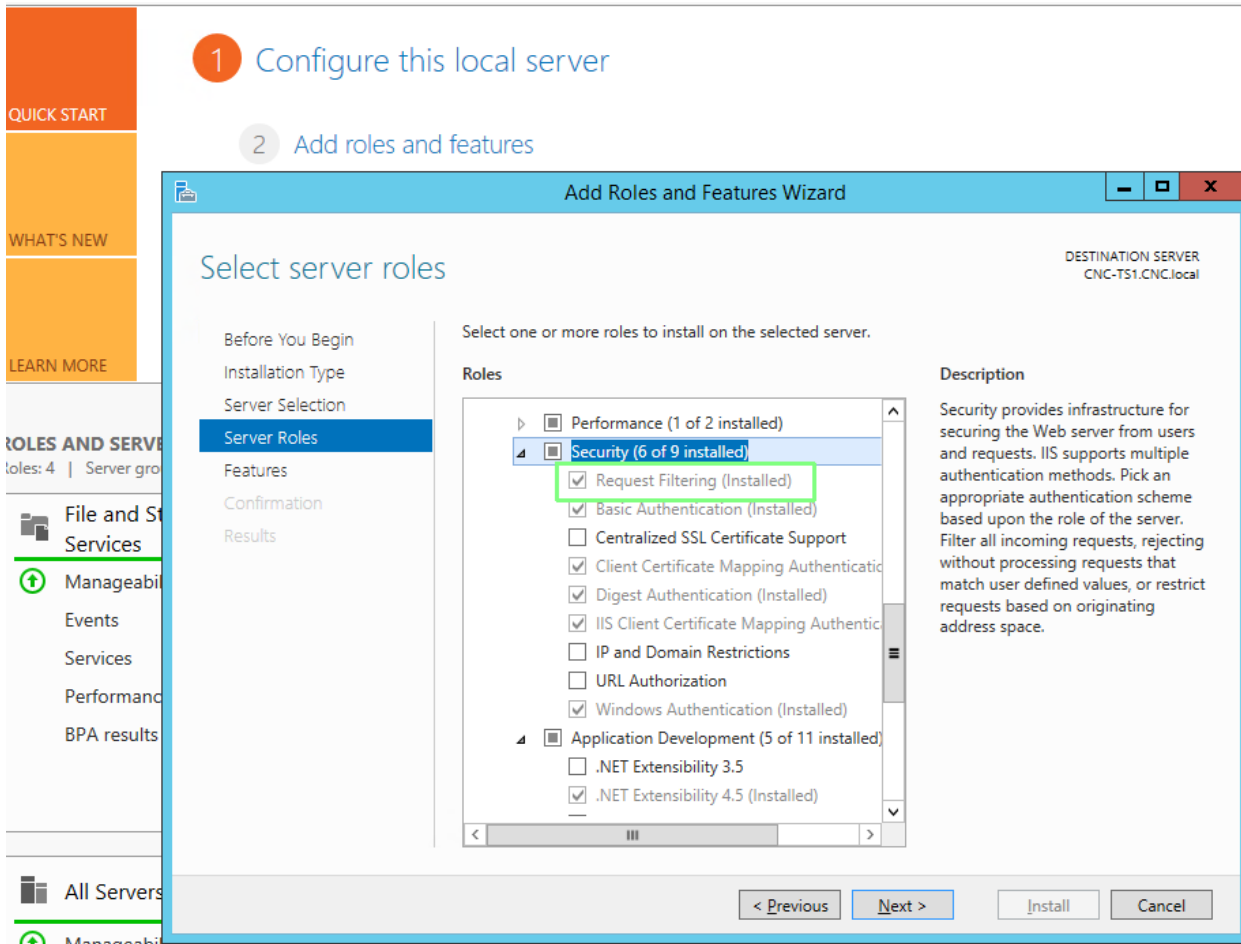 QUICK START
WHAT'S NEW
LEARN MORE
1 Configure this local server
2 Add roles and features
ROLES AND SERVE
Roles: 4 | Server gro
File and St
Services
Manageabil
Events
Services
Performanc
BPA results
All Servers
Manageabil
Add Roles and Features Wizard
Select server roles
DESTINATION SERVER
CNC-TS1.CNC.local
Before You Begin
Installation Type
Server Selection
Server Roles
Features
Confirmation
Results
Select one or more roles to install on the selected server.
Roles
Performance (1 of 2 installed)
Security (6 of 9 installed)
Request Filtering (Installed)
Basic Authentication (Installed)
Centralized SSL Certificate Support
Client Certificate Mapping Authenticatic
Digest Authentication (Installed)
IIS Client Certificate Mapping Authentic
IP and Domain Restrictions
URL Authorization
Windows Authentication (Installed)
Application Development (5 of 11 installed)
.NET Extensibility 3.5
.NET Extensibility 4.5 (Installed)
Description
Security provides infrastructure for
securing the Web server from users
and requests. IIS supports multiple
authentication methods. Pick an
appropriate authentication scheme
based upon the role of the server.
Filter all incoming requests, rejecting
without processing requests that
match user defined values, or restrict
requests based on originating
address space.
< Previous
Next >
Install
Cancel